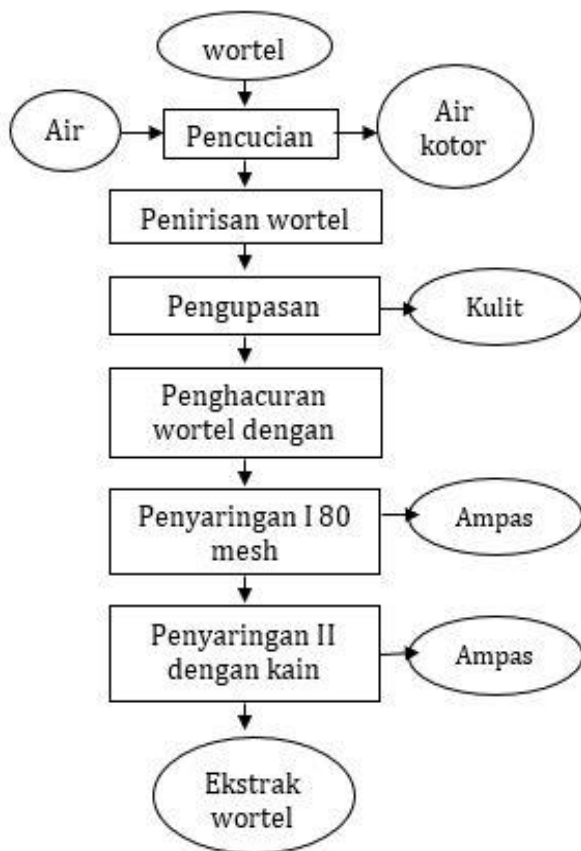 wortel
Air
Pencucian
Air
kotor
Penirisan wortel
Pengupasan
Kulit
Penghacuran
wortel dengan
Penyaringan I 80
mesh
Ampas
Penyaringan II
dengan kain
Ampas
Ekstrak
wortel